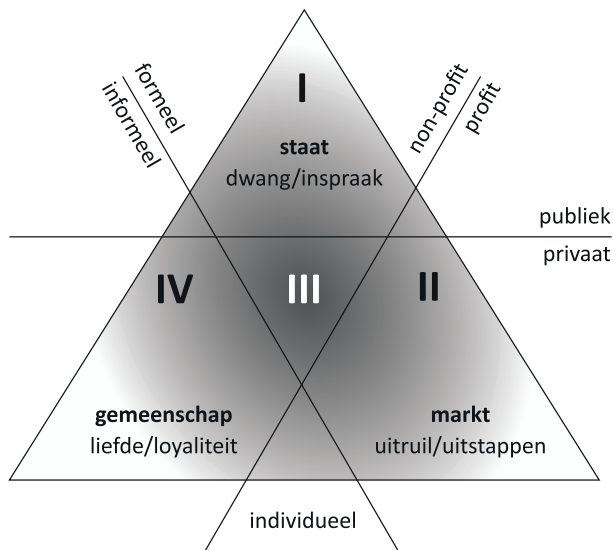 I
formeel
informeel
non-profit
profit
staat
dwang/inspraak
publiek
privaat
IV
III
II
gemeenschap
liefde/loyaliteit
markt
uitruil/uitstappen
individueel